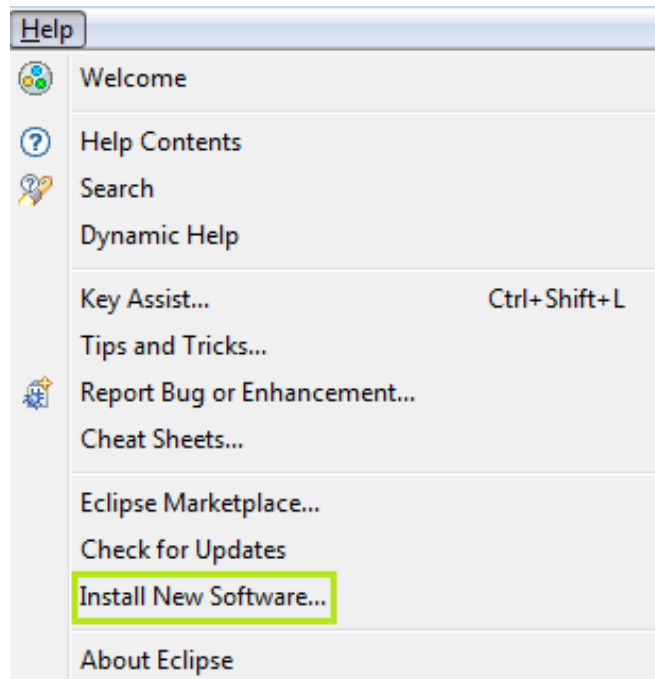 Help
Welcome
Help Contents
Search
Dynamic Help
Key Assist... Ctrl+Shift+L
Tips and Tricks...
Report Bug or Enhancement...
Cheat Sheets...
Eclipse Marketplace...
Check for Updates
Install New Software...
About Eclipse